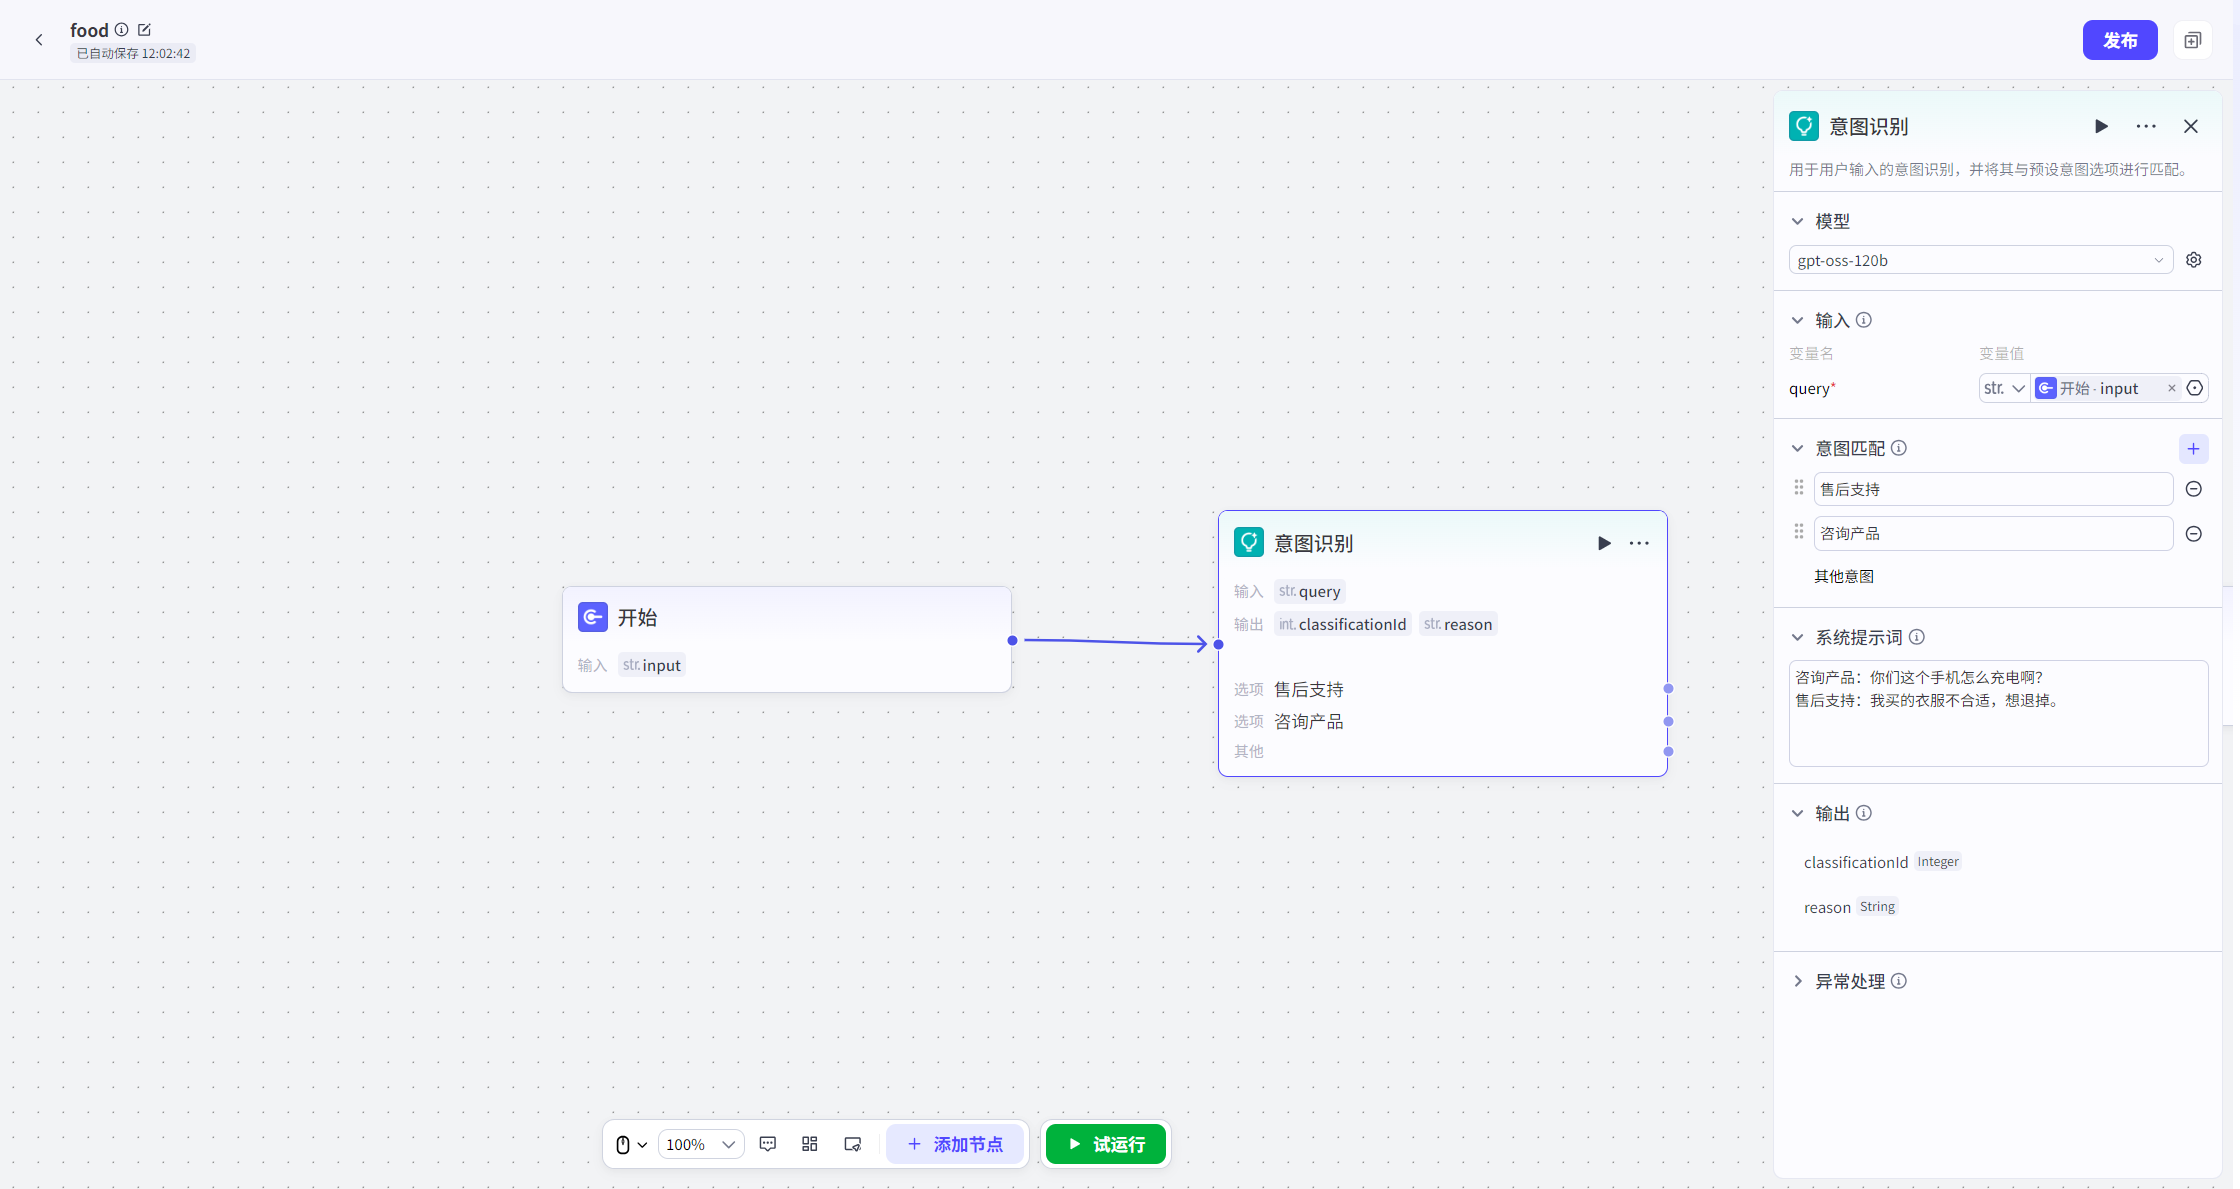 food
已自动保存 12:02:42
发布
开始
输入 str. input
意图识别
输入 str. query
输出 int. classificationId str. reason
选项 售后支持
选项 咨询产品
其他
100%
添加节点
试运行
意图识别
用于用户输入的意图识别，并将其与预设意图选项进行匹配。
模型
gpt-oss-120b
输入
变量名 变量值
query* str. 开始 · input
意图匹配
售后支持
咨询产品
其他意图
系统提示词
咨询产品：你们这个手机怎么充电啊？
售后支持：我买的衣服不合适，想退掉。
输出
classificationId Integer
reason String
异常处理